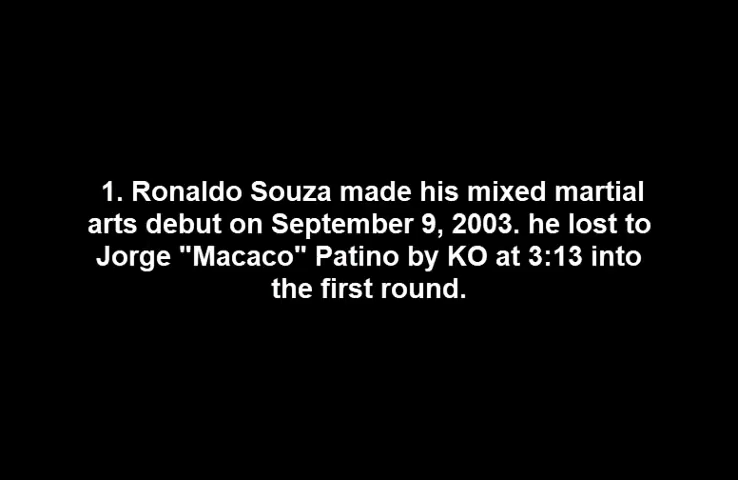 1. Ronaldo Souza made his mixed martial
arts debut on September 9, 2003. he lost to
Jorge "Macaco" Patino by KO at 3:13 into
the first round.